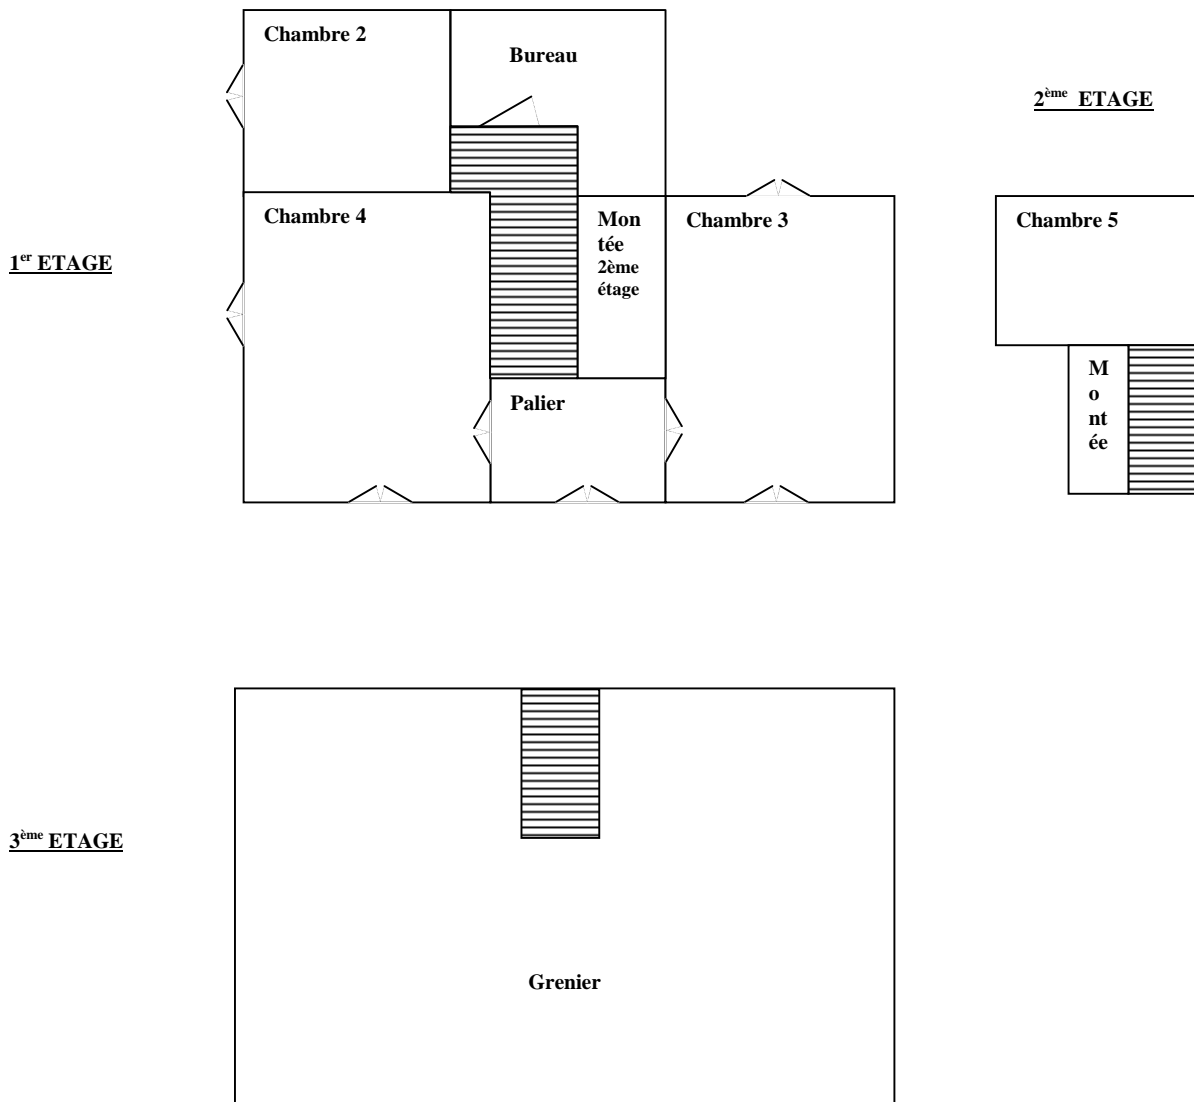 Chambre 2
Bureau
2ème ETAGE
Chambre 4
Mon
tée
2ème
étage
Chambre 3
Chambre 5
1er ETAGE
M
o
nt
ée
Palier
3ème ETAGE
Grenier